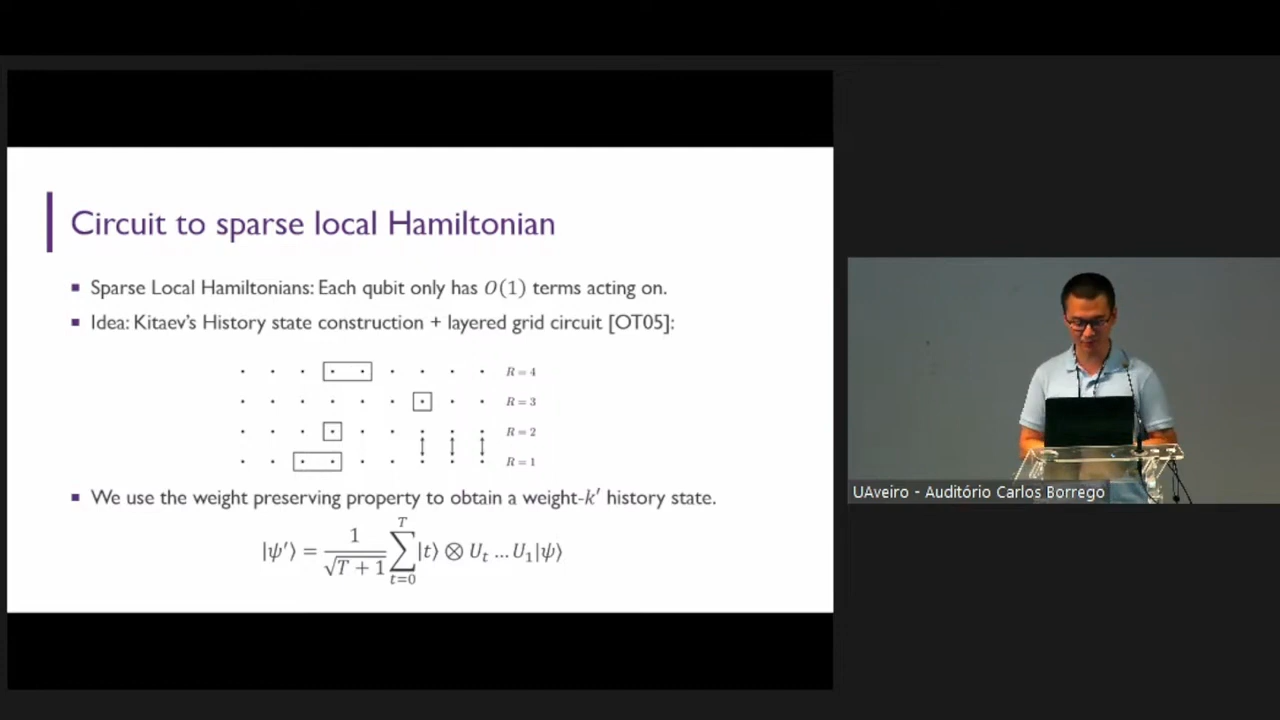 Circuit to sparse local Hamiltonian
▪ Sparse Local Hamiltonians: Each qubit only has O(1) terms acting on.
▪ Idea: Kitaev's History state construction + layered grid circuit [OT05]:
R = 4
R = 3
R = 2
R = 1
▪ We use the weight preserving property to obtain a weight-k′ history state.
|ψ′⟩ = 1/√T + 1 ∑_{t=0}^{T} |t⟩ ⊗ U_t … U_1|ψ⟩
UAveiro - Auditório Carlos Borrego